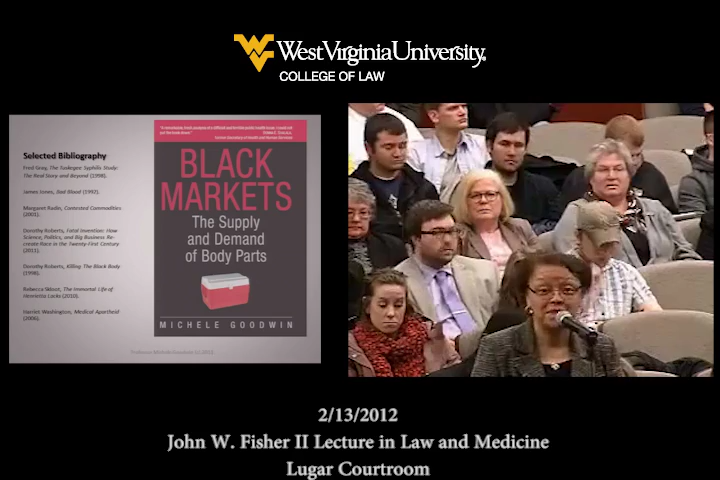 WestVirginiaUniversity.
COLLEGE OF LAW
Selected Bibliography
Fred Gray, The Tuskegee Syphilis Study:
The Real Story and Beyond (1998).
James Jones, Bad Blood (1992).
Margaret Radin, Contested Commodities
(2001).
Dorothy Roberts, Fatal Invention: How
Science, Politics, and Big Business Re-
create Race in the Twenty-First Century
(2011).
Dorothy Roberts, Killing The Black Body
(1998).
Rebecca Skloot, The Immortal Life of
Henrietta Lacks (2010).
Harriet Washington, Medical Apartheid
(2006).
BLACK
MARKETS
The Supply
and Demand
of Body Parts
MICHELE GOODWIN
2/13/2012
John W. Fisher II Lecture in Law and Medicine
Lugar Courtroom